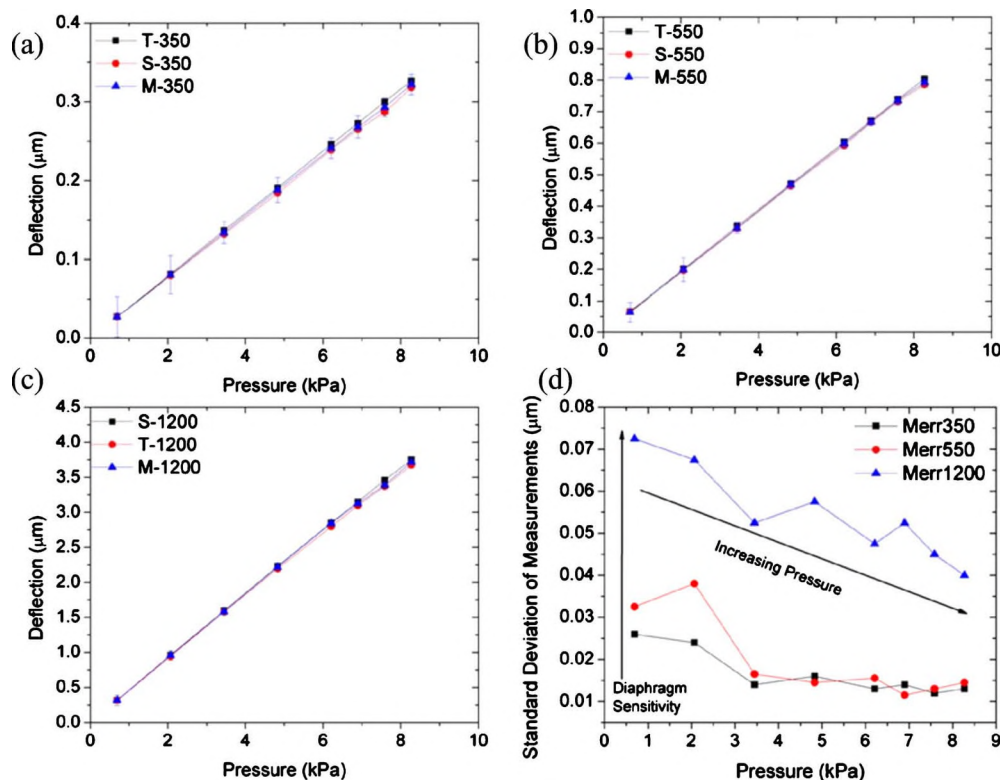 (a)
T-350
S-350
M-350
0.4
0.3
0.2
0.1
0.0
Deflection (μm)
0 2 4 6 8 10
Pressure (kPa)
(b)
T-550
S-550
M-550
1.0
0.9
0.8
0.7
0.6
0.5
0.4
0.3
0.2
0.1
0.0
Deflection (μm)
0 2 4 6 8 10
Pressure (kPa)
(c)
S-1200
T-1200
M-1200
4.5
4.0
3.5
3.0
2.5
2.0
1.5
1.0
0.5
0.0
Deflection (μm)
0 2 4 6 8 10
Pressure (kPa)
(d)
Merr350
Merr550
Merr1200
0.08
0.07
0.06
0.05
0.04
0.03
0.02
0.01
Standard Deviation of Measurements (μm)
Increasing Pressure
Diaphragm
Sensitivity
0 1 2 3 4 5 6 7 8 9
Pressure (kPa)